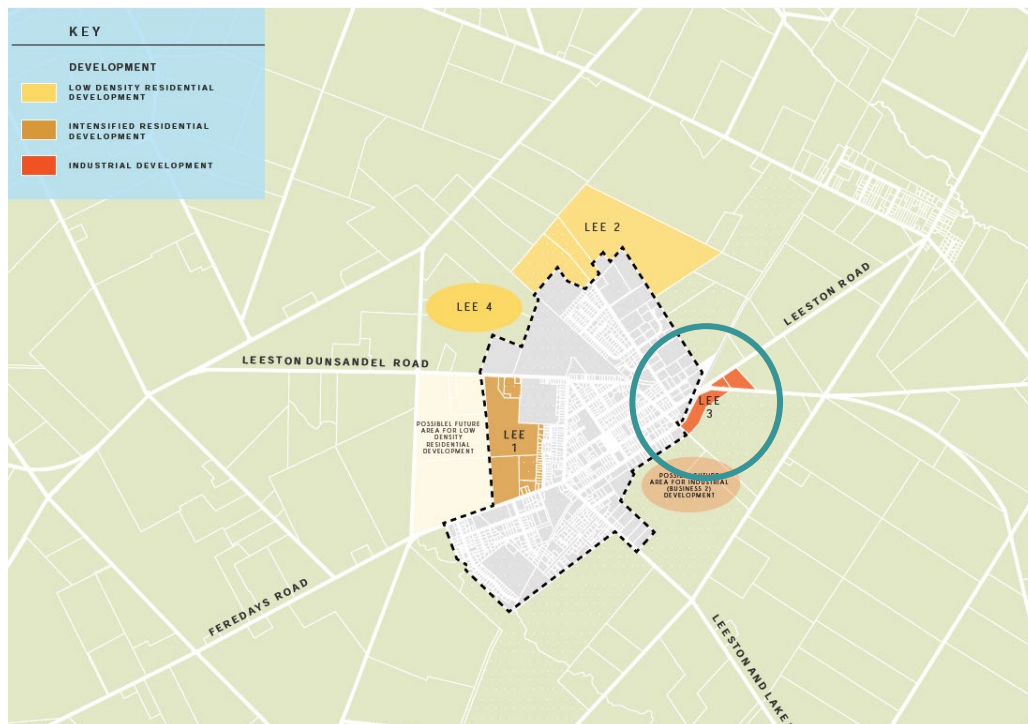 KEY
DEVELOPMENT
LOW DENSITY RESIDENTIAL
DEVELOPMENT
INTENSIFIED RESIDENTIAL
DEVELOPMENT
INDUSTRIAL DEVELOPMENT
LEE 2
LEE 4
LEESTON ROAD
LEESTON DUNSANDEL ROAD
LEE
3
POSSIBLEL FUTURE
AREA FOR LOW
DENSITY
RESIDENTIAL
DEVELOPMENT
LEE
1
AREA FOR INDUSTRIAL
(BUSINESS 2)
DEVELOPMENT
FEREDAYS ROAD
LEESTON AND LAKE